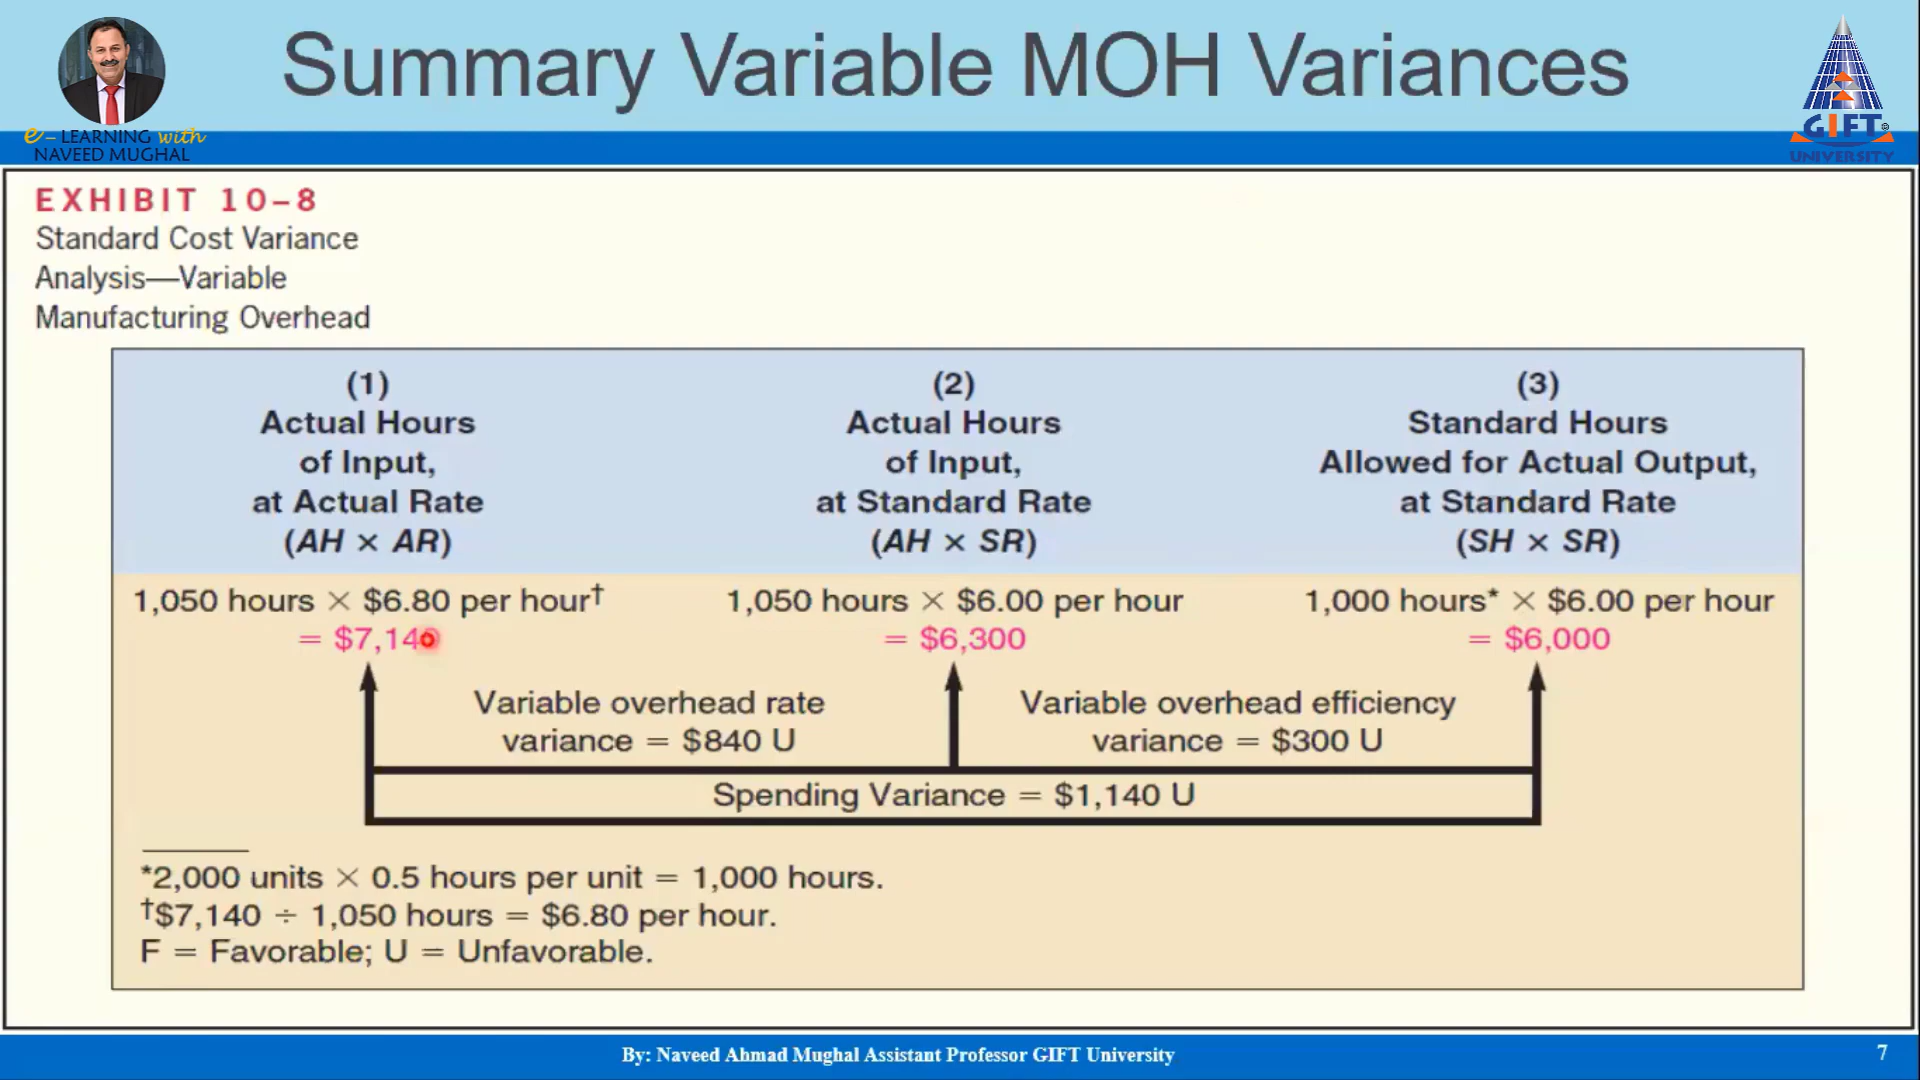 Summary Variable MOH Variances
e - LEARNING with
NAVEED MUGHAL
GIFT©
UNIVERSITY
EXHIBIT 10–8
Standard Cost Variance
Analysis—Variable
Manufacturing Overhead
(1)
Actual Hours
of Input,
at Actual Rate
(AH × AR)
(2)
Actual Hours
of Input,
at Standard Rate
(AH × SR)
(3)
Standard Hours
Allowed for Actual Output,
at Standard Rate
(SH × SR)
1,050 hours × $6.80 per hour†
= $7,140
1,050 hours × $6.00 per hour
= $6,300
1,000 hours* × $6.00 per hour
= $6,000
Variable overhead rate
variance = $840 U
Variable overhead efficiency
variance = $300 U
Spending Variance = $1,140 U
*2,000 units × 0.5 hours per unit = 1,000 hours.
†$7,140 ÷ 1,050 hours = $6.80 per hour.
F = Favorable; U = Unfavorable.
By: Naveed Ahmad Mughal Assistant Professor GIFT University
7